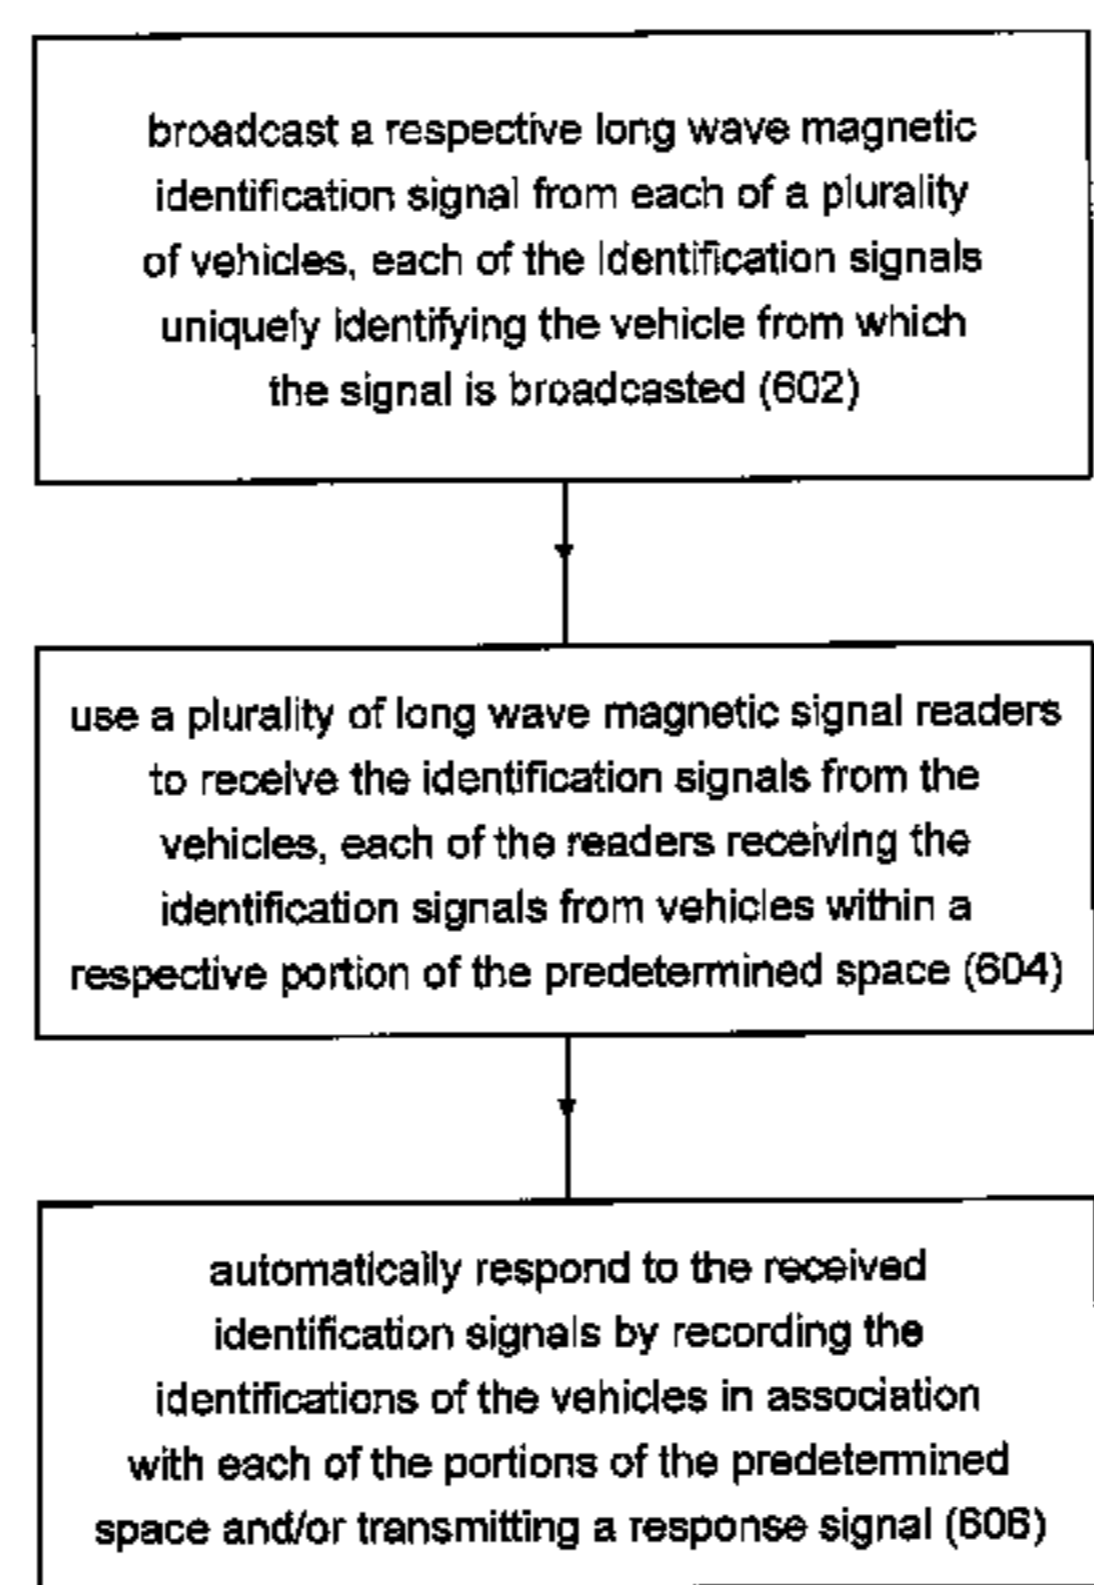 broadcast a respective long wave magnetic
identification signal from each of a plurality
of vehicles, each of the identification signals
uniquely identifying the vehicle from which
the signal is broadcasted (602)
use a plurality of long wave magnetic signal readers
to receive the identification signals from the
vehicles, each of the readers receiving the
identification signals from vehicles within a
respective portion of the predetermined space (604)
automatically respond to the received
identification signals by recording the
identifications of the vehicles in association
with each of the portions of the predetermined
space and/or transmitting a response signal (606)